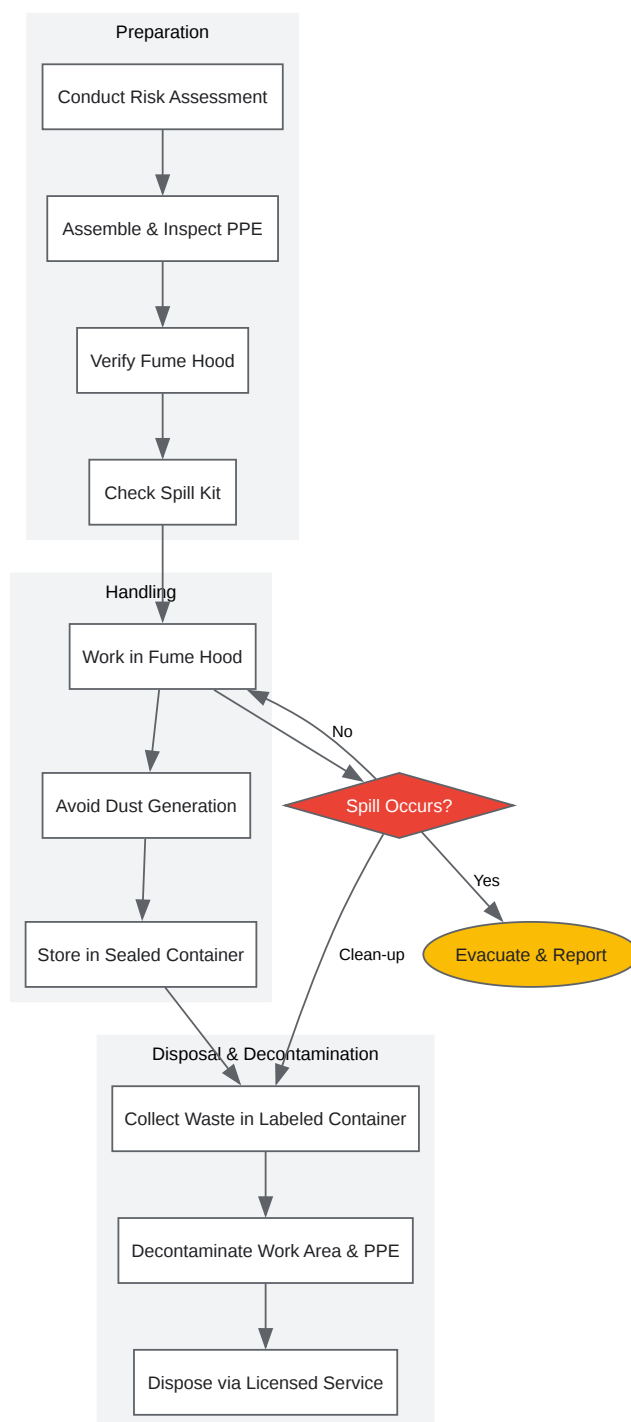 Preparation
Conduct Risk Assessment
Assemble & Inspect PPE
Verify Fume Hood
Check Spill Kit
Handling
Work in Fume Hood
No
Avoid Dust Generation
Spill Occurs?
Yes
Store in Sealed Container
Clean-up
Evacuate & Report
Disposal & Decontamination
Collect Waste in Labeled Container
Decontaminate Work Area & PPE
Dispose via Licensed Service